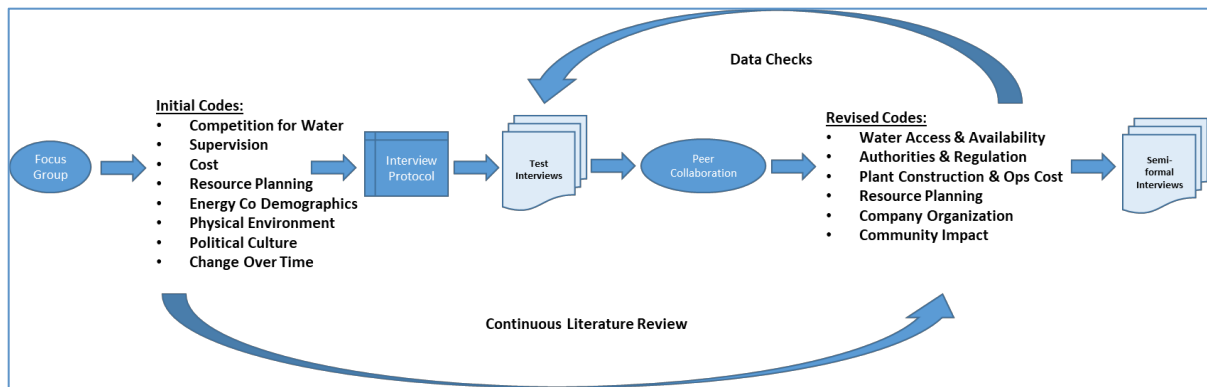 Data Checks
Focus
Group
Initial Codes:
• Competition for Water
• Supervision
• Cost
• Resource Planning
• Energy Co Demographics
• Physical Environment
• Political Culture
• Change Over Time
Interview
Protocol
Test
Interviews
Peer
Collaboration
Revised Codes:
• Water Access & Availability
• Authorities & Regulation
• Plant Construction & Ops Cost
• Resource Planning
• Company Organization
• Community Impact
Semi-
formal
Interviews
Continuous Literature Review